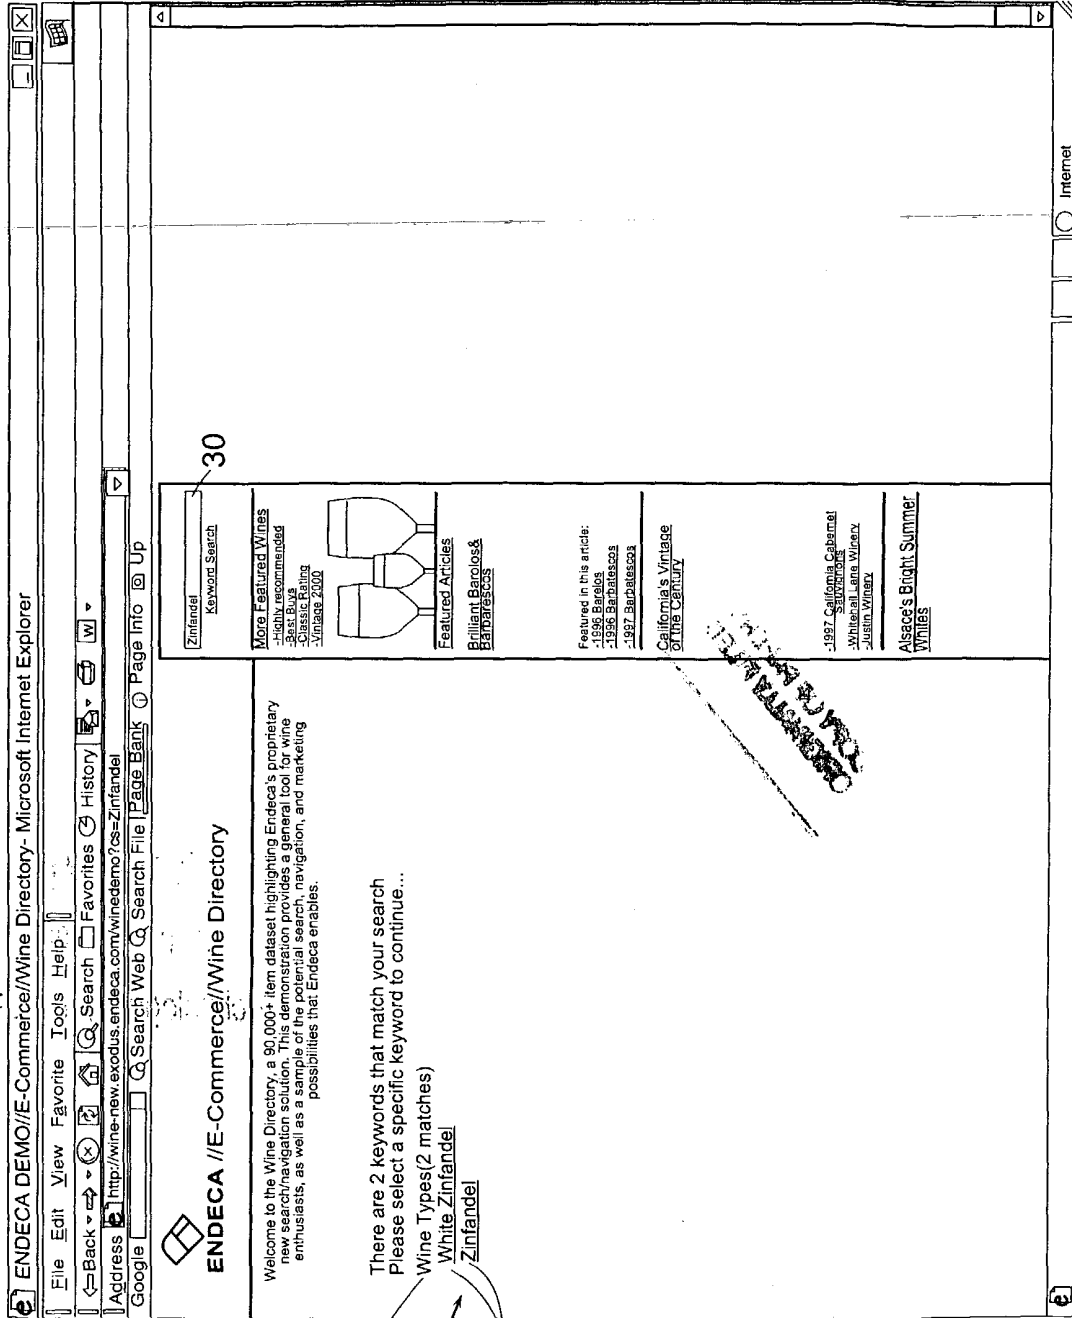 ENDECA DEMO//E-Commerce//Wine Directory- Microsoft Internet Explorer
File Edit View Favorite Tools Help
Back Search Favorites History W
Address http://wine-new.exodus.endeca.com/winedemo?cs=Zinfandel
Google Search Web Search File Page Bank Page Info Up
ENDECA //E-Commerce//Wine Directory
Welcome to the Wine Directory, a 90,000+ item dataset highlighting Endeca's proprietary
new search/navigation solution. This demonstration provides a general tool for wine
enthusiasts, as well as a sample of the potential search, navigation, and marketing
possibilities that Endeca enables.
There are 2 keywords that match your search
Please select a specific keyword to continue...
Wine Types(2 matches)
White Zinfandel
Zinfandel
Zinfandel
30
Keyword Search
More Featured Wines
-Highly recommended
-Best Buys
-Classic Rating
-Vintage 2000
Featured Articles
Brilliant Barolos&
Barbarescos
Featured in this article:
-1996 Barelos
-1996 Barbatescos
-1997 Barbatescos
California's Vintage
of the Century
-1997 California Cabernet
Sauvignons
-Whitehall Lane Winery
-Justin Winery
Alsace's Bright Summer
Whites
Internet